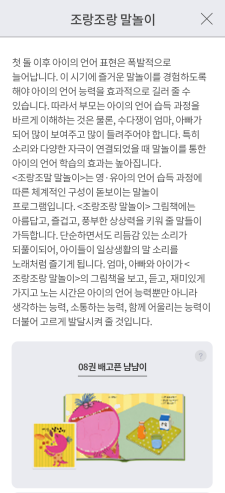 조랑조랑 말놀이
첫 돌 이후 아이의 언어 표현은 폭발적으로
늘어납니다. 이 시기에 즐거운 말놀이를 경험하도록
해야 아이의 언어 능력을 효과적으로 길러 줄 수
있습니다. 따라서 부모는 아이의 언어 습득 과정을
바르게 이해하는 것은 물론, 수다쟁이 엄마, 아빠가
되어 많이 보여주고 많이 들려주어야 합니다. 특히
소리와 다양한 자극이 연결되었을 때 말놀이를 통한
아이의 언어 학습의 효과는 높아집니다.
<조랑조말 말놀이>는 영·유아의 언어 습득 과정에
따른 체계적인 구성이 돋보이는 말놀이
프로그램입니다. <조랑조랑 말놀이> 그림책에는
아름답고, 즐겁고, 풍부한 상상력을 키워 줄 말들이
가득합니다. 단순하면서도 리듬감 있는 소리가
되풀이되어, 아이들이 일상생활의 말 소리를
노래처럼 즐기게 됩니다. 엄마, 아빠와 아이가 <
조랑조랑 말놀이>의 그림책을 보고, 듣고, 재미있게
가지고 노는 시간은 아이의 언어 능력뿐만 아니라
생각하는 능력, 소통하는 능력, 함께 어울리는 능력이
더불어 고르게 발달시켜 줄 것입니다.
?
08권 배고픈 냠냠이